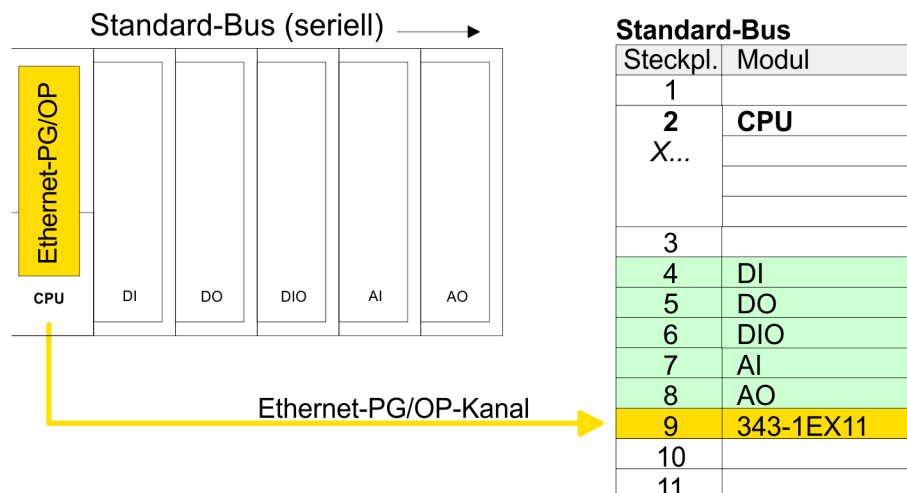 Standard-Bus (seriell)
Ethernet-PG/OP
CPU
DI
DO
DIO
AI
AO
Ethernet-PG/OP-Kanal
Standard-Bus
Steckpl. Modul
1
2 CPU
X...
3
4 DI
5 DO
6 DIO
7 AI
8 AO
9 343-1EX11
10
11